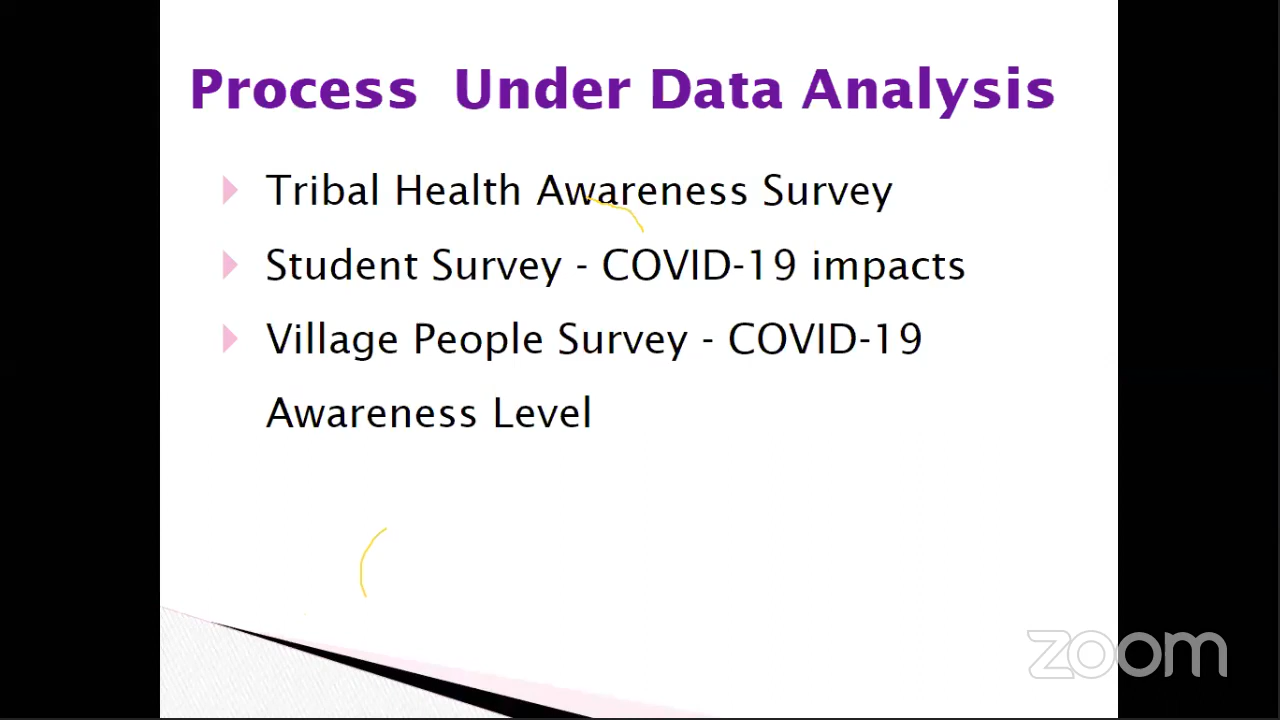 Process Under Data Analysis
Tribal Health Awareness Survey
Student Survey - COVID-19 impacts
Village People Survey - COVID-19
Awareness Level
zoom